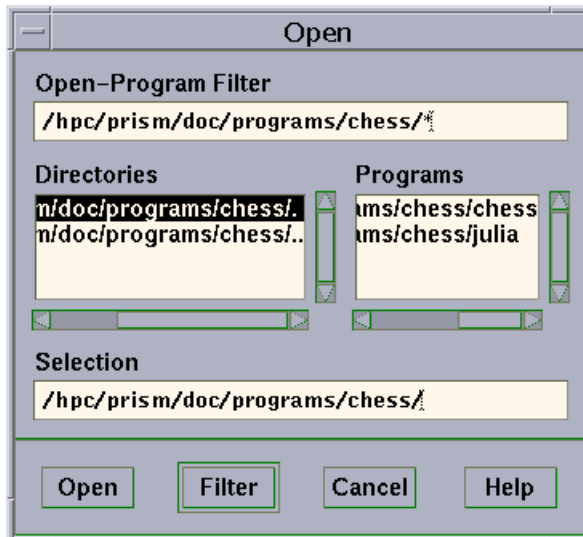 Open
Open-Program Filter
/hpc/prism/doc/programs/chess/*
Directories
Programs
m/doc/programs/chess/.
m/doc/programs/chess/..
ams/chess/chess
ams/chess/julia
Selection
/hpc/prism/doc/programs/chess/
Open
Filter
Cancel
Help